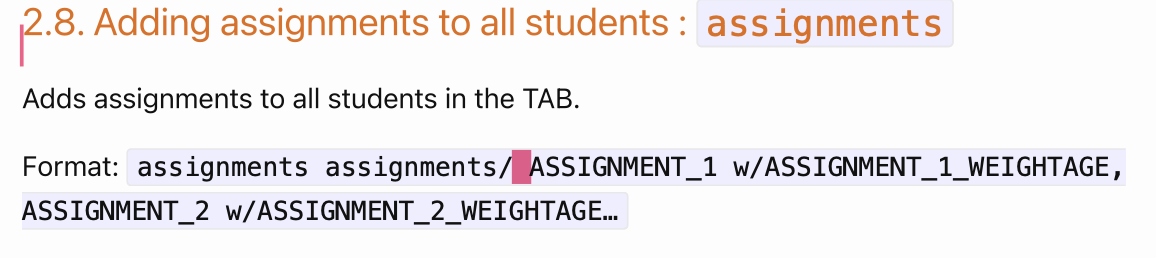 2.8. Adding assignments to all students : assignments
Adds assignments to all students in the TAB.
Format: assignments assignments/ ASSIGNMENT_1 w/ASSIGNMENT_1_WEIGHTAGE,
ASSIGNMENT_2 w/ASSIGNMENT_2_WEIGHTAGE…